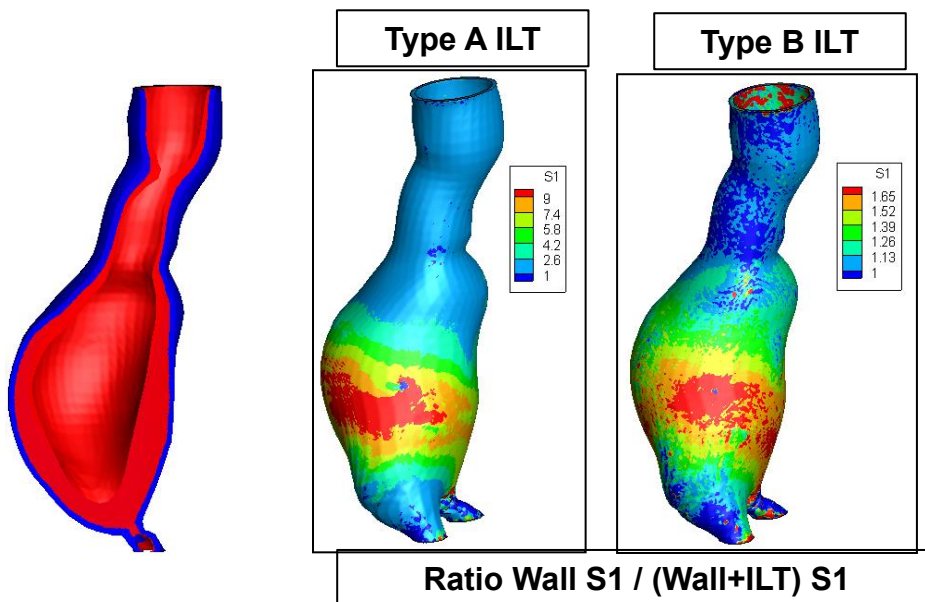 Type A ILT
Type B ILT
S1
9
7.4
5.8
4.2
2.6
1
S1
1.65
1.52
1.39
1.26
1.13
1
Ratio Wall S1 / (Wall+ILT) S1